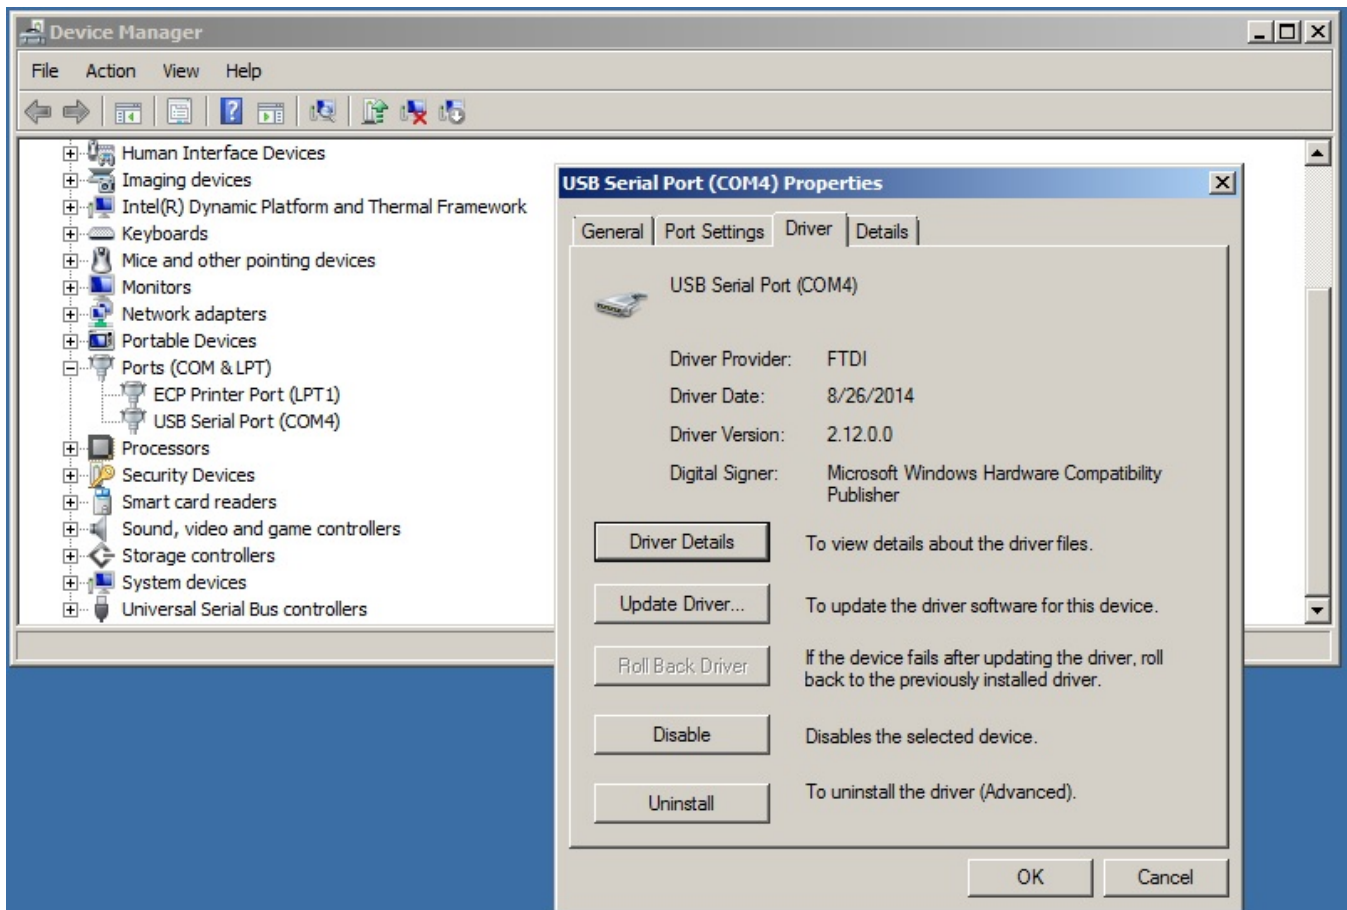 Device Manager
File Action View Help
Human Interface Devices
Imaging devices
Intel(R) Dynamic Platform and Thermal Framework
Keyboards
Mice and other pointing devices
Monitors
Network adapters
Portable Devices
Ports (COM & LPT)
ECP Printer Port (LPT1)
USB Serial Port (COM4)
Processors
Security Devices
Smart card readers
Sound, video and game controllers
Storage controllers
System devices
Universal Serial Bus controllers
USB Serial Port (COM4) Properties
General Port Settings Driver Details
USB Serial Port (COM4)
Driver Provider: FTDI
Driver Date: 8/26/2014
Driver Version: 2.12.0.0
Digital Signer: Microsoft Windows Hardware Compatibility
Publisher
Driver Details To view details about the driver files.
Update Driver... To update the driver software for this device.
Roll Back Driver If the device fails after updating the driver, roll
back to the previously installed driver.
Disable Disables the selected device.
Uninstall To uninstall the driver (Advanced).
OK Cancel